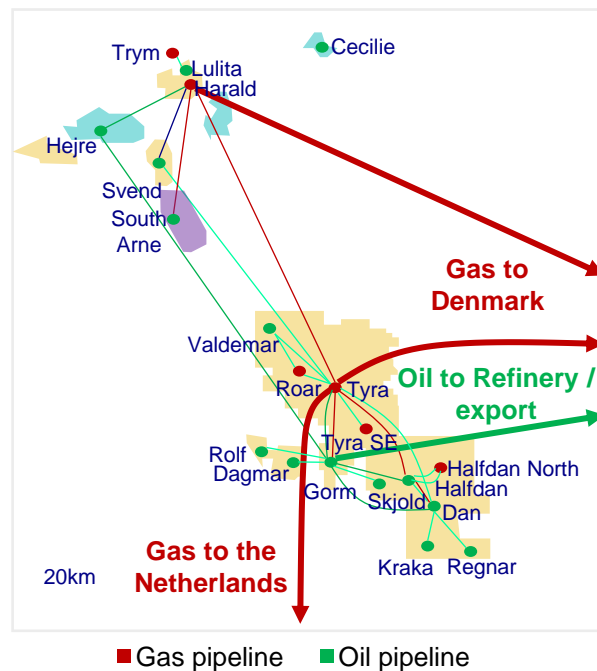 Trym
Cecilie
Lulita
Harald
Hejre
Svend
South
Arne
Gas to
Denmark
Valdemar
Roar
Tyra
Oil to Refinery /
export
Tyra SE
Rolf
Dagmar
Gorm
Skjold
Halfdan North
Halfdan
Dan
Gas to the
Netherlands
Kraka
Regnar
20km
Gas pipeline
Oil pipeline